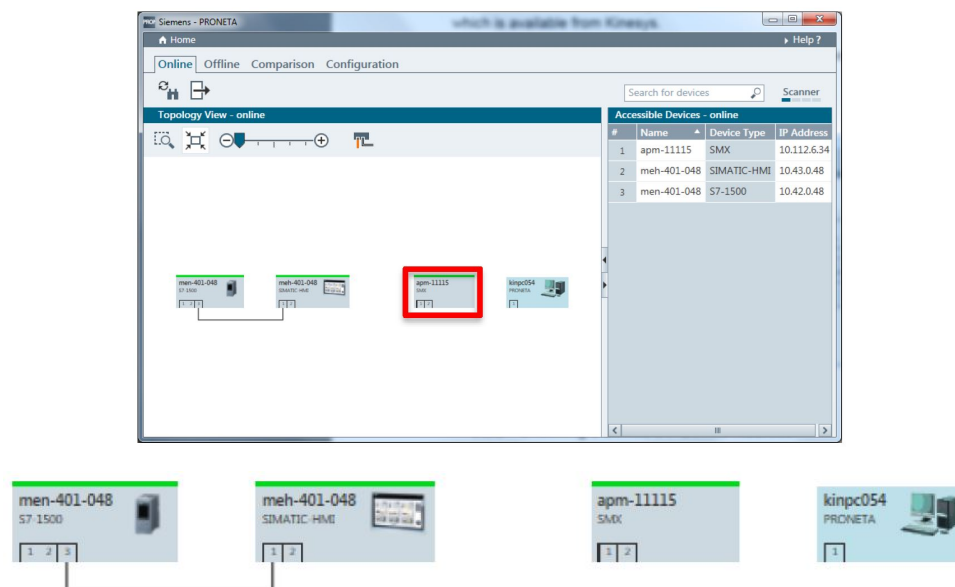 Siemens - PRONETA
which is available from Kinesys.
Home
Help ?
Online Offline Comparison Configuration
Search for devices
Scanner
Topology View - online
Accessible Devices - online
# Name Device Type IP Address
1 apm-11115 SMX 10.112.6.34
2 meh-401-048 SIMATIC-HMI 10.43.0.48
3 men-401-048 S7-1500 10.42.0.48
men-401-048 meh-401-048 apm-11115 kinpc054
S7-1500 SIMATIC-HMI SMX PRONETA
1 2 3 1 2 1 2 1
men-401-048 meh-401-048 apm-11115 kinpc054
S7-1500 SIMATIC-HMI SMX PRONETA
1 2 3 1 2 1 2 1